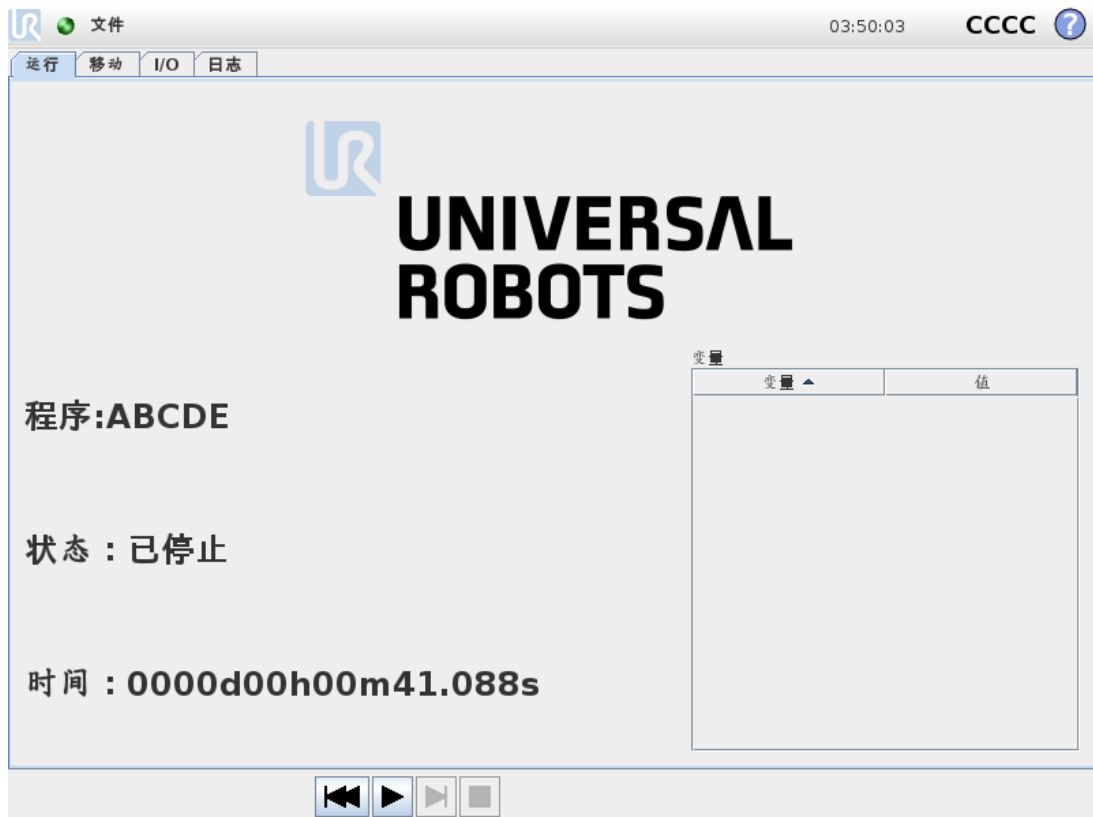 文件 03:50:03 CCCC ?
运行 移动 I/O 日志
UR
UNIVERSAL
ROBOTS
变量
变量 值
程序:ABCDE
状态：已停止
时间：0000d00h00m41.088s